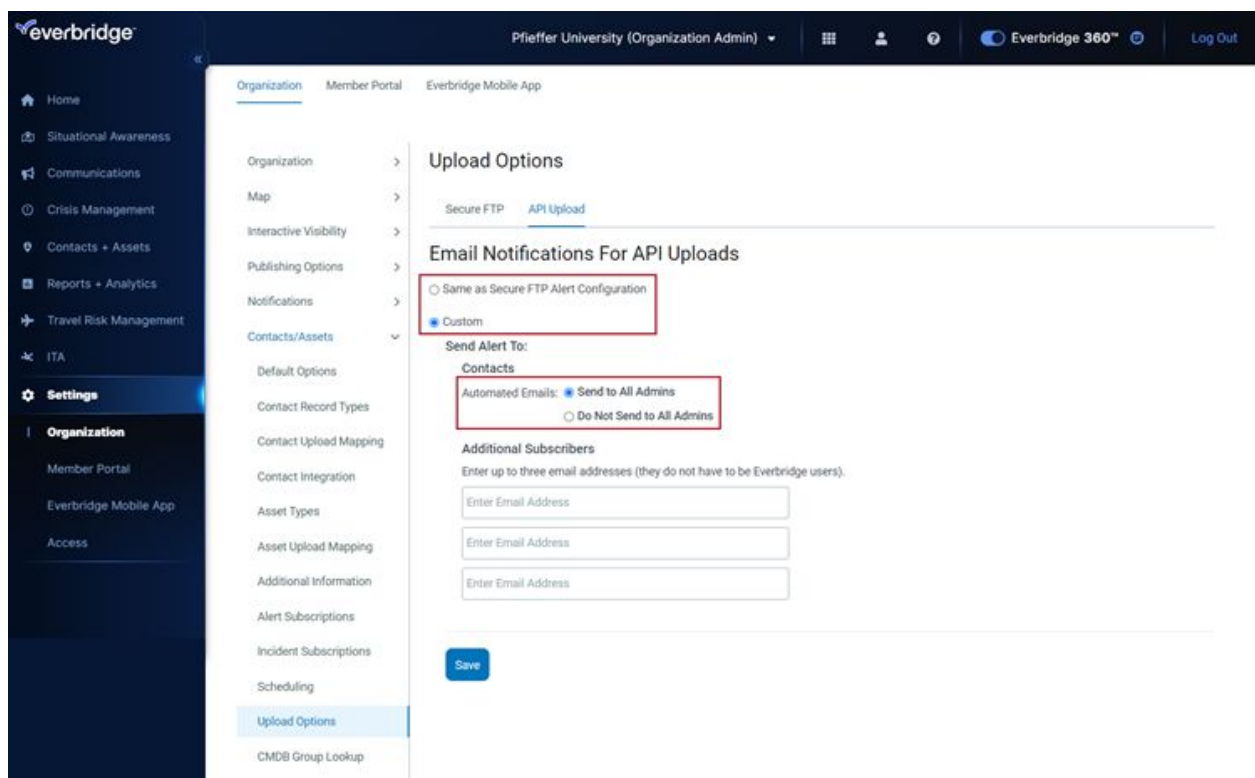 everbridge
Pfieffer University (Organization Admin)
Everbridge 360™
Log Out
«
Home
Situational Awareness
Communications
Crisis Management
Contacts + Assets
Reports + Analytics
Travel Risk Management
ITA
Settings
Organization
Member Portal
Everbridge Mobile App
Access
Organization Member Portal Everbridge Mobile App
Organization
Map
Interactive Visibility
Publishing Options
Notifications
Contacts/Assets
Default Options
Contact Record Types
Contact Upload Mapping
Contact Integration
Asset Types
Asset Upload Mapping
Additional Information
Alert Subscriptions
Incident Subscriptions
Scheduling
Upload Options
CMDB Group Lookup
Upload Options
Secure FTP API Upload
Email Notifications For API Uploads
Same as Secure FTP Alert Configuration
Custom
Send Alert To:
Contacts
Automated Emails: Send to All Admins
Do Not Send to All Admins
Additional Subscribers
Enter up to three email addresses (they do not have to be Everbridge users).
Enter Email Address
Enter Email Address
Enter Email Address
Save